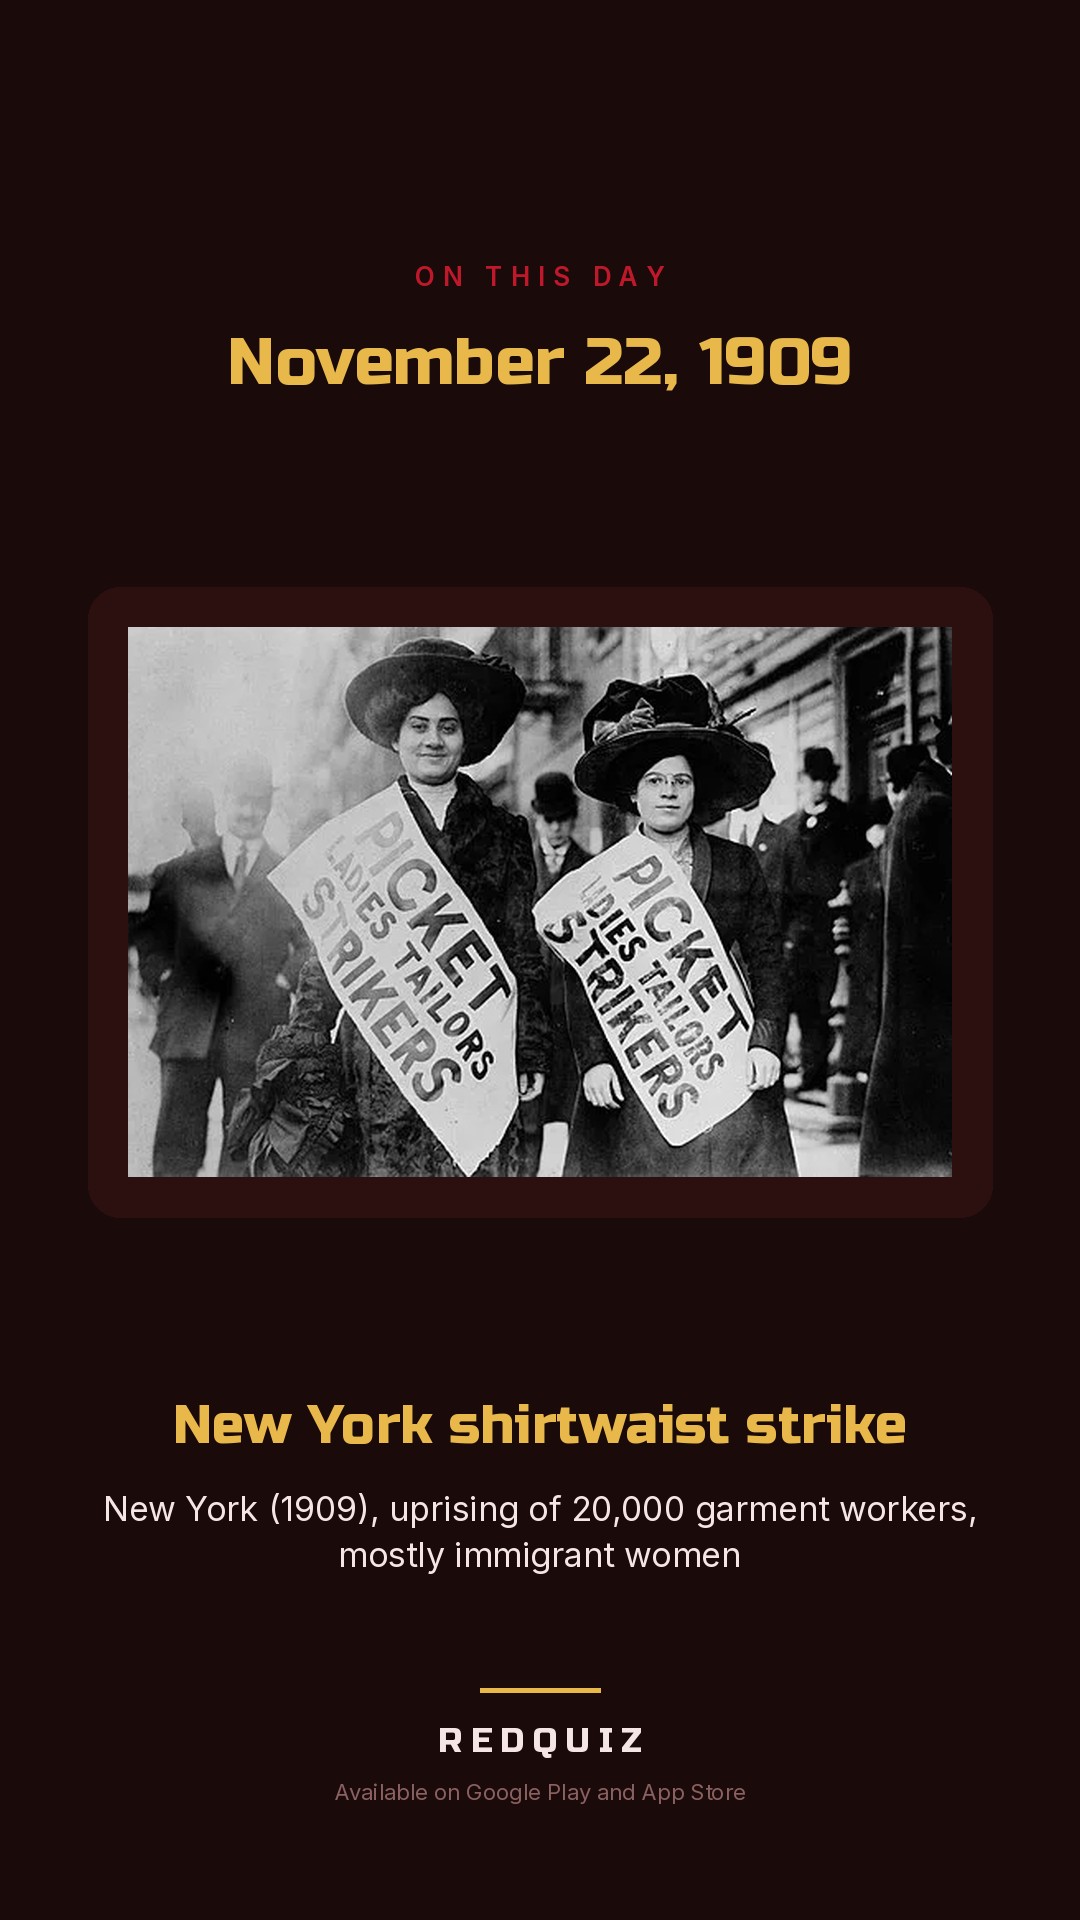 ON THIS DAY
November 22, 1909
PICKET
LADIES TAILORS
STRIKERS
PICKET
LADIES TAILORS
STRIKERS
New York shirtwaist strike
New York (1909), uprising of 20,000 garment workers,
mostly immigrant women
REDQUIZ
Available on Google Play and App Store